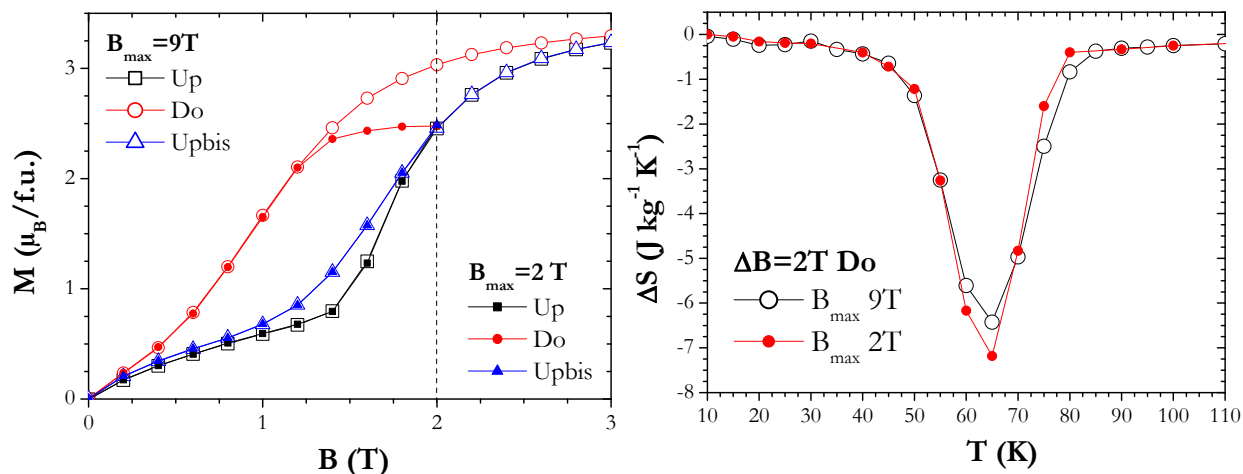 B_max=9T
Up
Do
Upbis
B_max=2 T
Up
Do
Upbis
M (μ_B/f.u.)
3
2
1
0
0 1 2 3
B (T)
ΔS (J kg⁻¹ K⁻¹)
0
-1
-2
-3
-4
-5
-6
-7
-8
ΔB=2T Do
B_max 9T
B_max 2T
10 20 30 40 50 60 70 80 90 100 110
T (K)